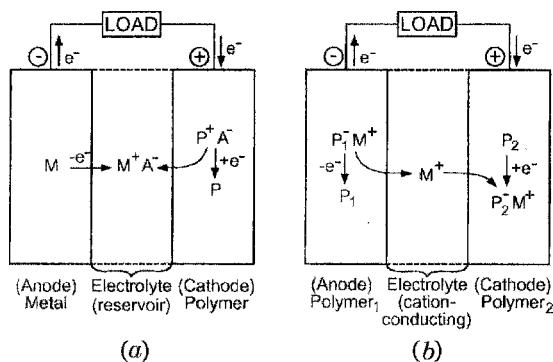 LOAD
⊖ e⁻ ⊕ e⁻
M -e⁻ M⁺A⁻ P⁺A⁻
+e⁻
P
(Anode) Electrolyte (Cathode)
Metal (reservoir) Polymer
(a)
LOAD
⊖ e⁻ ⊕ e⁻
P₁⁻M⁺ P₂
-e⁻ M⁺ +e⁻
P₁ P₂⁻M⁺
(Anode) Electrolyte (Cathode)
Polymer₁ (cation- Polymer₂
conducting)
(b)